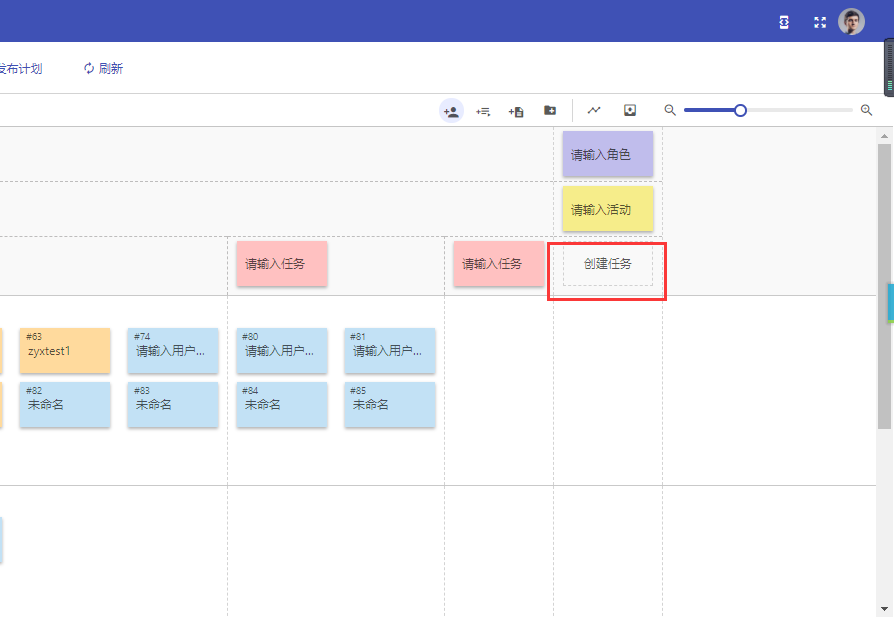 发布计划
刷新
请输入角色
请输入活动
请输入任务
请输入任务
创建任务
#63
zyxtest1
#74
请输入用户...
#80
请输入用户...
#81
请输入用户...
#82
未命名
#83
未命名
#84
未命名
#85
未命名